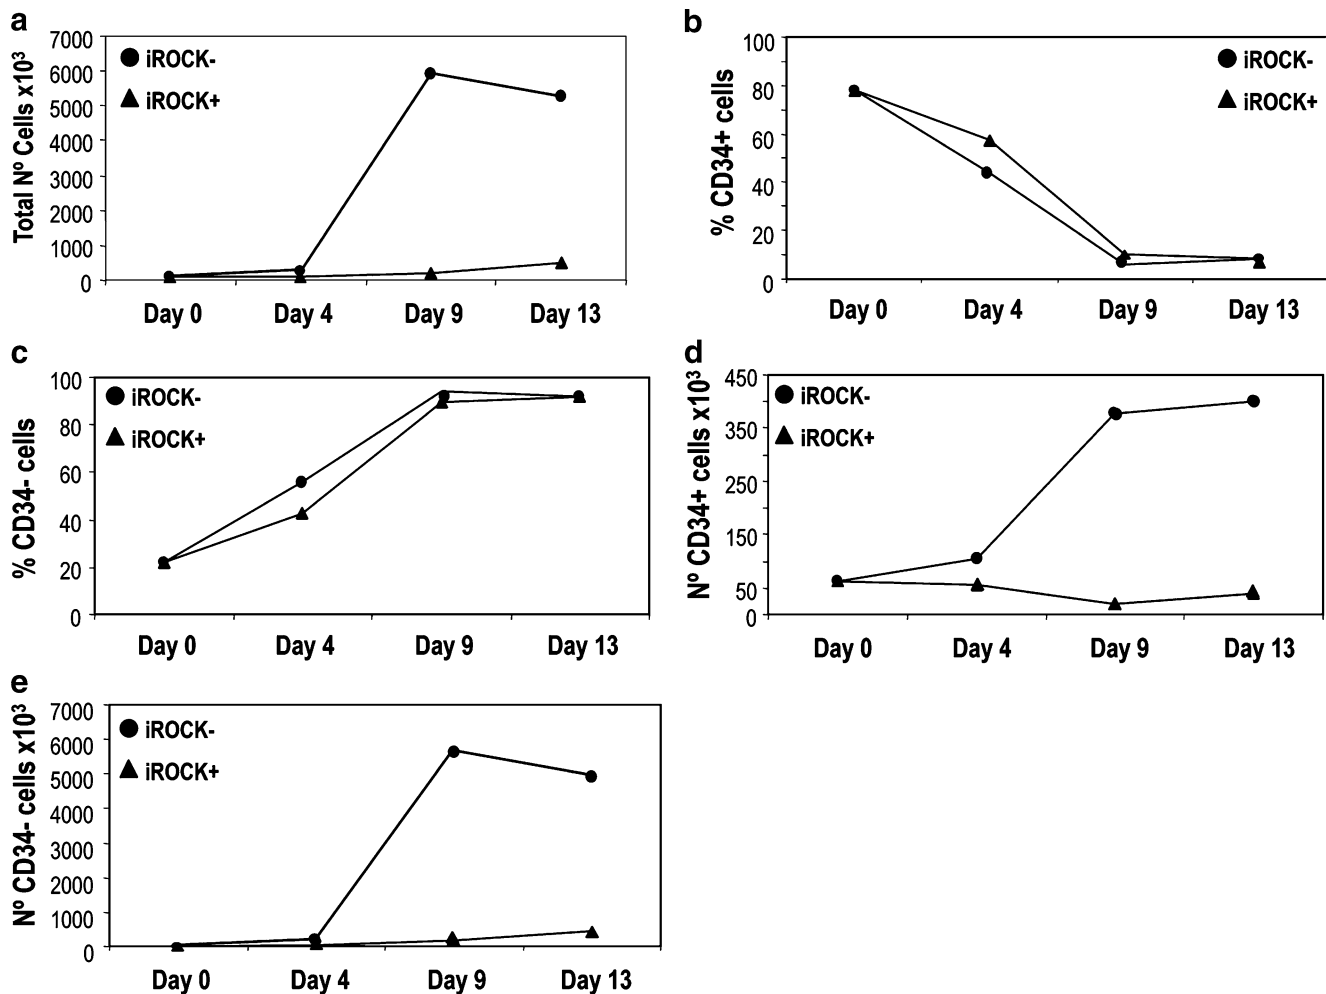 a
Total Nº Cells x10³
7000
6000
5000
4000
3000
2000
1000
0
iROCK-
iROCK+
Day 0 Day 4 Day 9 Day 13
b
% CD34+ cells
100
80
60
40
20
0
iROCK-
iROCK+
Day 0 Day 4 Day 9 Day 13
c
% CD34- cells
100
80
60
40
20
0
iROCK-
iROCK+
Day 0 Day 4 Day 9 Day 13
d
Nº CD34+ cells x10³
450
350
250
150
50
0
iROCK-
iROCK+
Day 0 Day 4 Day 9 Day 13
e
Nº CD34- cells x10³
7000
6000
5000
4000
3000
2000
1000
0
iROCK-
iROCK+
Day 0 Day 4 Day 9 Day 13